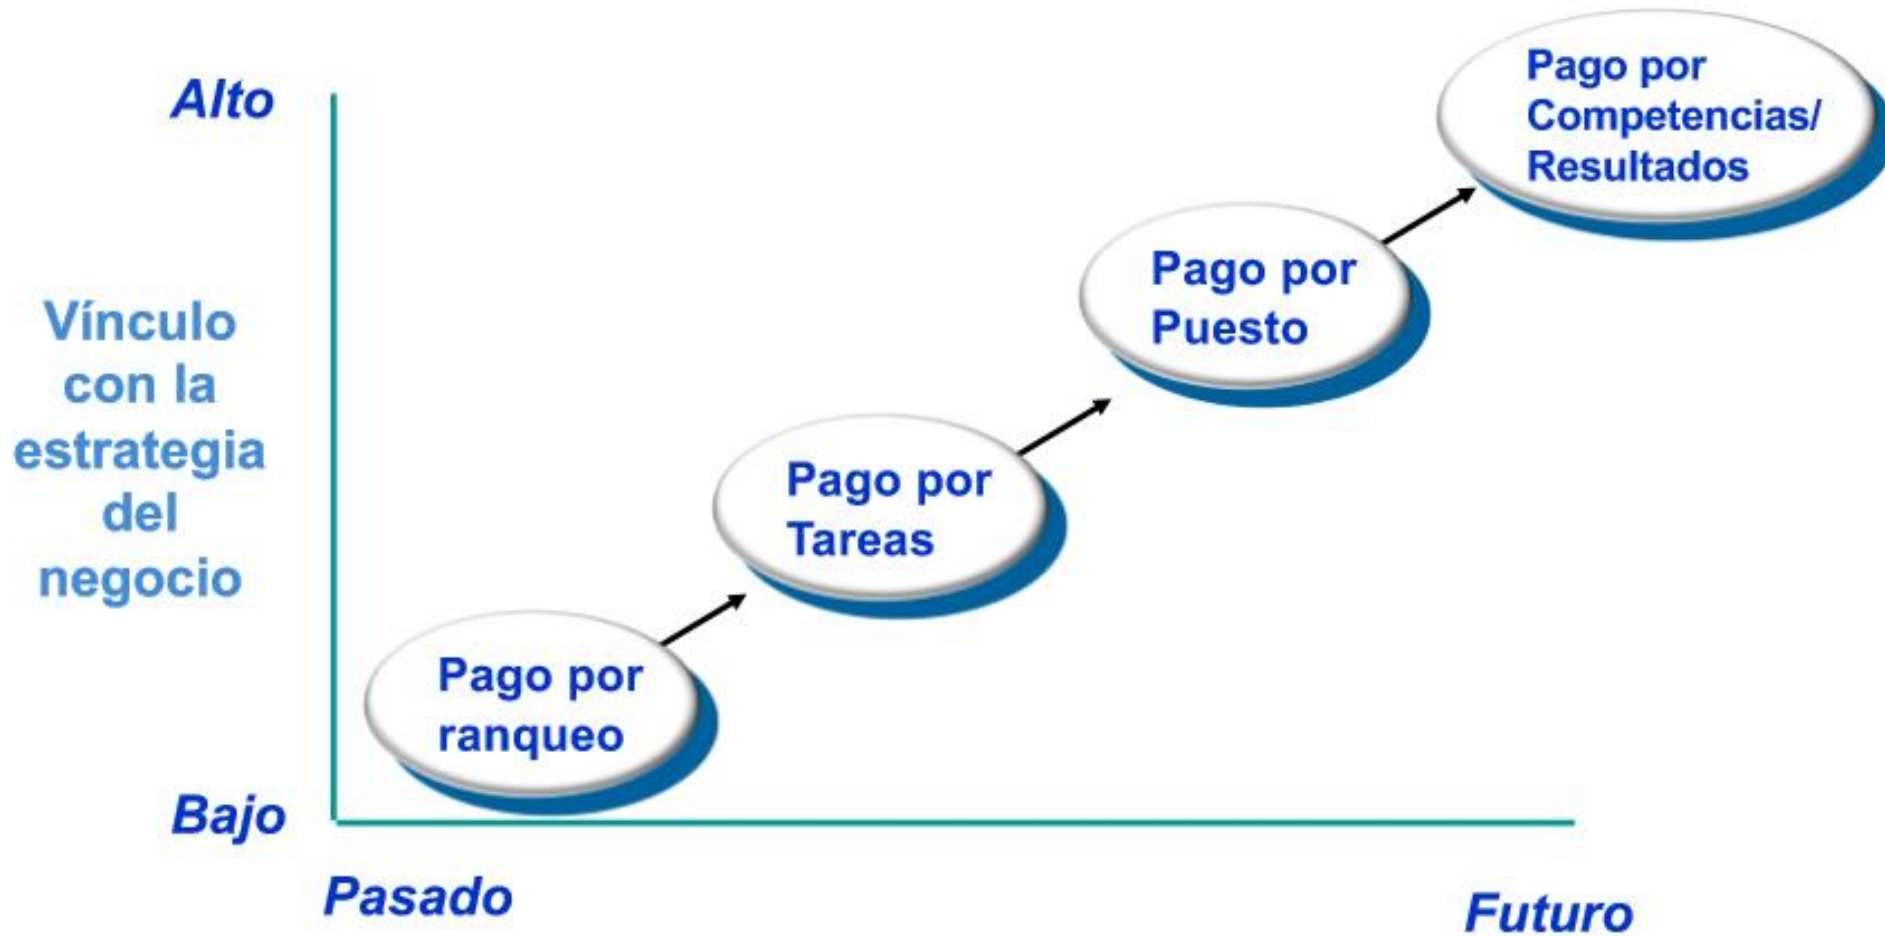 Alto
Vínculo
con la
estrategia
del
negocio
Bajo
Pago por
Competencias/
Resultados
Pago por
Puesto
Pago por
Tareas
Pago por
ranqueo
Pasado
Futuro